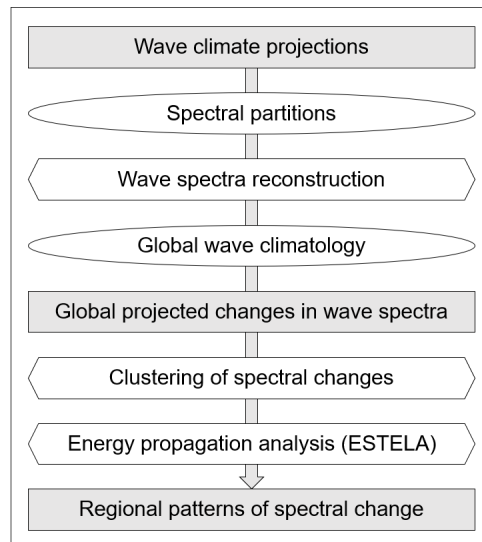 Wave climate projections
Spectral partitions
Wave spectra reconstruction
Global wave climatology
Global projected changes in wave spectra
Clustering of spectral changes
Energy propagation analysis (ESTELA)
Regional patterns of spectral change